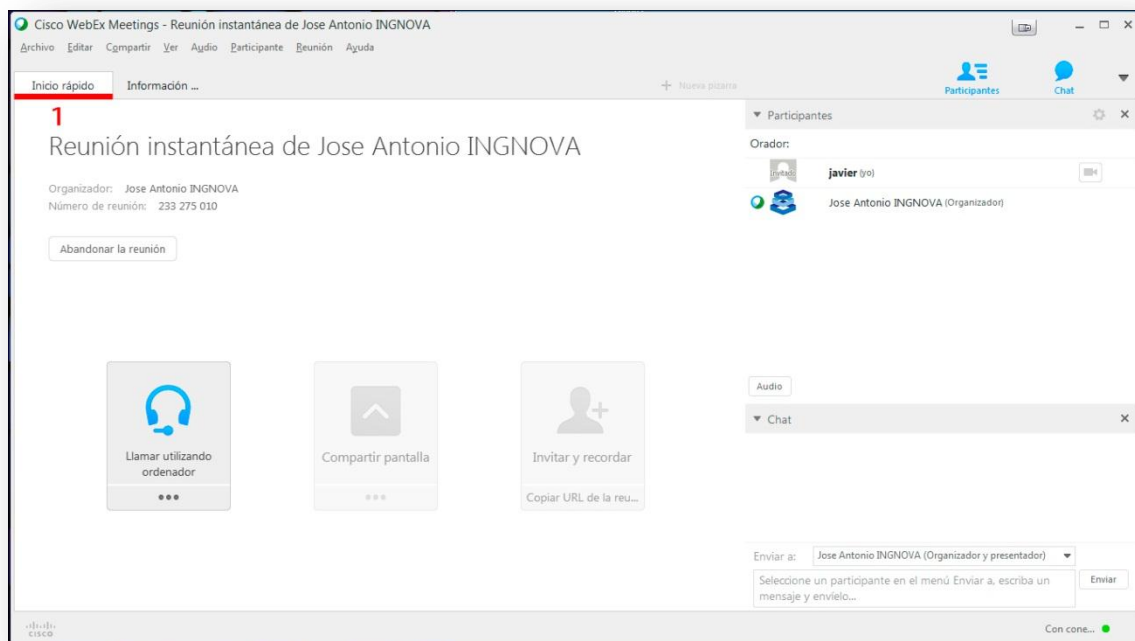 Cisco WebEx Meetings - Reunión instantánea de Jose Antonio INGNOVA
Archivo Editar Compartir Ver Audio Participante Reunión Ayuda
Inicio rápido Información ... + Nueva pizarra Participantes Chat
1
Reunión instantánea de Jose Antonio INGNOVA
Organizador: Jose Antonio INGNOVA
Número de reunión: 233 275 010
Abandonar la reunión
Llamar utilizando
ordenador
Compartir pantalla
Invitar y recordar
Copiar URL de la reu...
Participantes
Orador:
Invitado javier (yo)
Jose Antonio INGNOVA (Organizador)
Audio
Chat
Enviar a: Jose Antonio INGNOVA (Organizador y presentador)
Seleccione un participante en el menú Enviar a, escriba un
mensaje y envíelo...
Enviar
CISCO
Con cone...